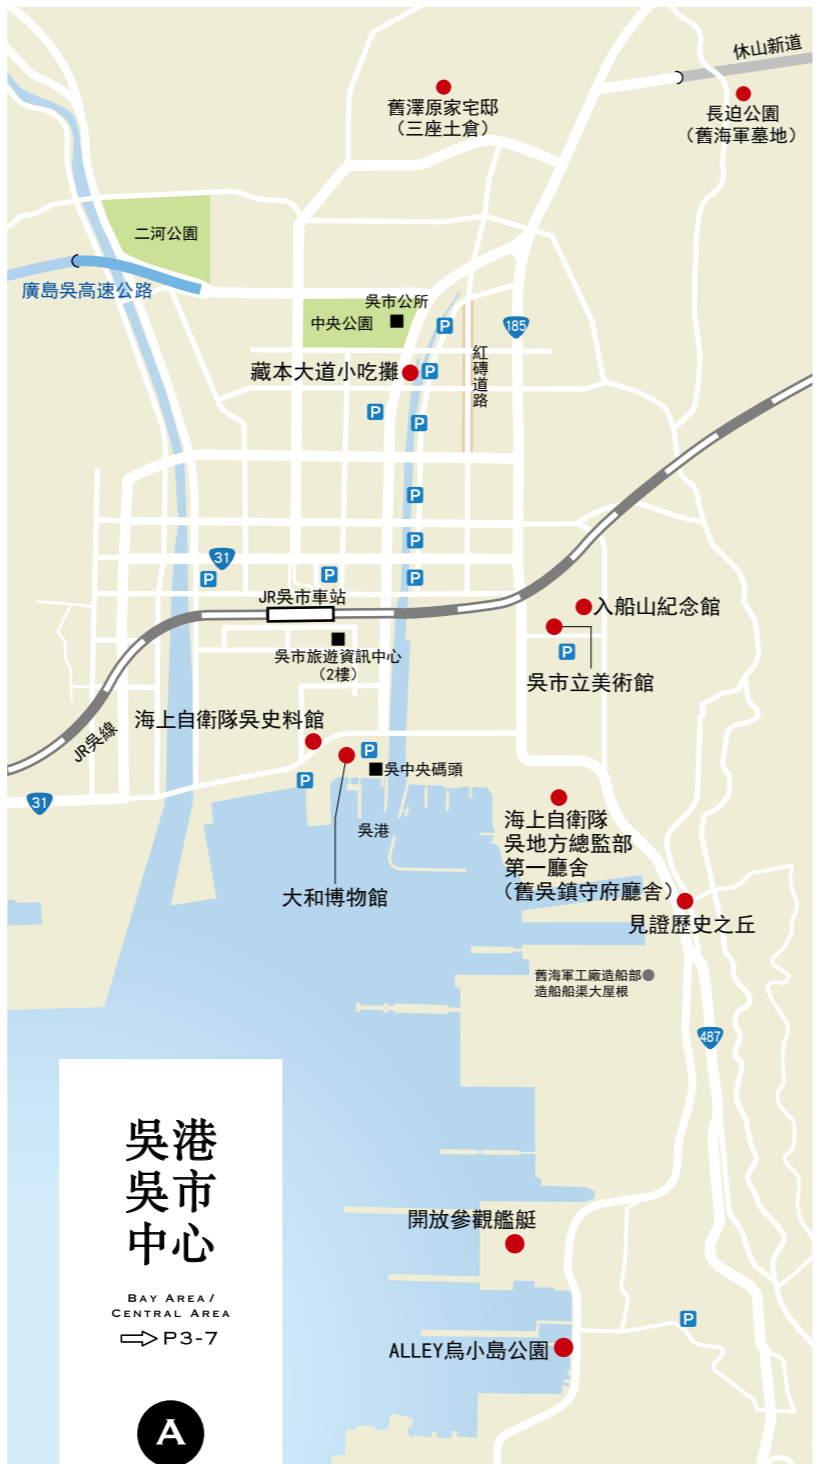 休山新道
舊澤原家宅邸
（三座土倉）
長迫公園
（舊海軍墓地）
二河公園
廣島吳高速公路
吳市公所
中央公園
P
185
紅磚道路
藏本大道小吃攤
P
P
P
P
P
31
P
P
P
JR吳市車站
入船山紀念館
吳市旅遊資訊中心
（2樓）
P
吳市立美術館
海上自衛隊吳史料館
JR吳線
P
吳中央碼頭
P
31
吳港
海上自衛隊
吳地方總監部
第一廳舍
（舊吳鎮守府廳舍）
大和博物館
見證歷史之丘
舊海軍工廠造船部
造船船渠大屋根
487
吳港
吳市
中心
BAY AREA /
CENTRAL AREA
P3-7
A
開放參觀艦艇
P
ALLEY烏小島公園